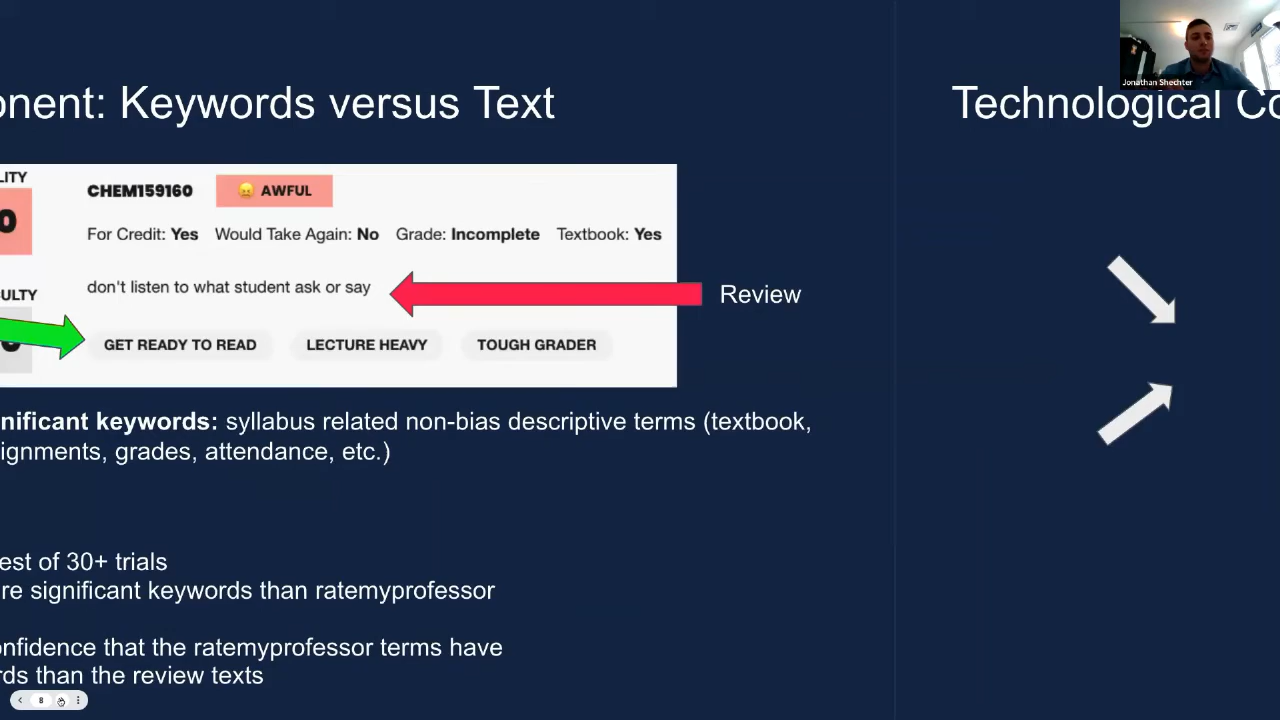 Jonathan Shechter
onent: Keywords versus Text
Technological Co
LITY
CHEM159160
AWFUL
0
For Credit: Yes Would Take Again: No Grade: Incomplete Textbook: Yes
don't listen to what student ask or say
Review
CULTY
GET READY TO READ LECTURE HEAVY TOUGH GRADER
nificant keywords: syllabus related non-bias descriptive terms (textbook,
ignments, grades, attendance, etc.)
est of 30+ trials
re significant keywords than ratemyprofessor
onfidence that the ratemyprofessor terms have
rds than the review texts
8